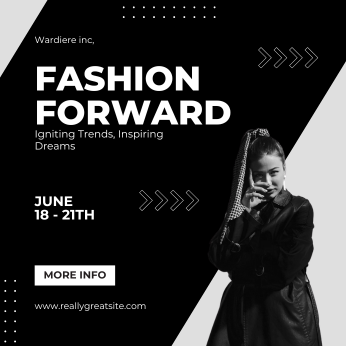 Wardiere inc,
FASHION
FORWARD
Igniting Trends, Inspiring
Dreams
JUNE
18 - 21TH
MORE INFO
www.reallygreatsite.com